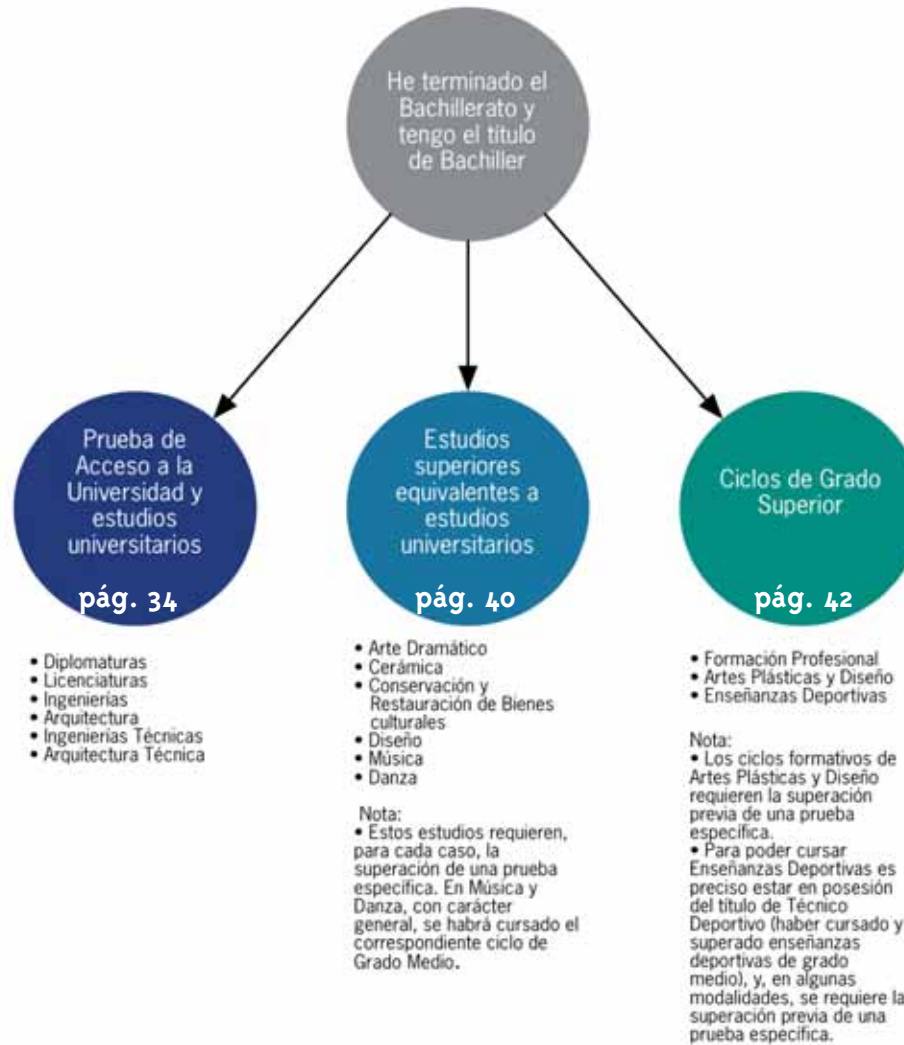 He terminado el
Bachillerato y
tengo el título
de Bachiller
Prueba de
Acceso a la
Universidad y
estudios
universitarios
pág. 34
• Diplomaturas
• Licenciaturas
• Ingenierías
• Arquitectura
• Ingenierías Técnicas
• Arquitectura Técnica
Estudios
superiores
equivalentes a
estudios
universitarios
pág. 40
• Arte Dramático
• Cerámica
• Conservación y
Restauración de Bienes
culturales
• Diseño
• Música
• Danza
Nota:
• Estos estudios requieren,
para cada caso, la
superación de una prueba
específica. En Música y
Danza, con carácter
general, se habrá cursado el
correspondiente ciclo de
Grado Medio.
Ciclos de Grado
Superior
pág. 42
• Formación Profesional
• Artes Plásticas y Diseño
• Enseñanzas Deportivas
Nota:
• Los ciclos formativos de
Artes Plásticas y Diseño
requieren la superación
previa de una prueba
específica.
• Para poder cursar
Enseñanzas Deportivas es
preciso estar en posesión
del título de Técnico
Deportivo (haber cursado y
superado enseñanzas
deportivas de grado
medio), y, en algunas
modalidades, se requiere la
superación previa de una
prueba específica.